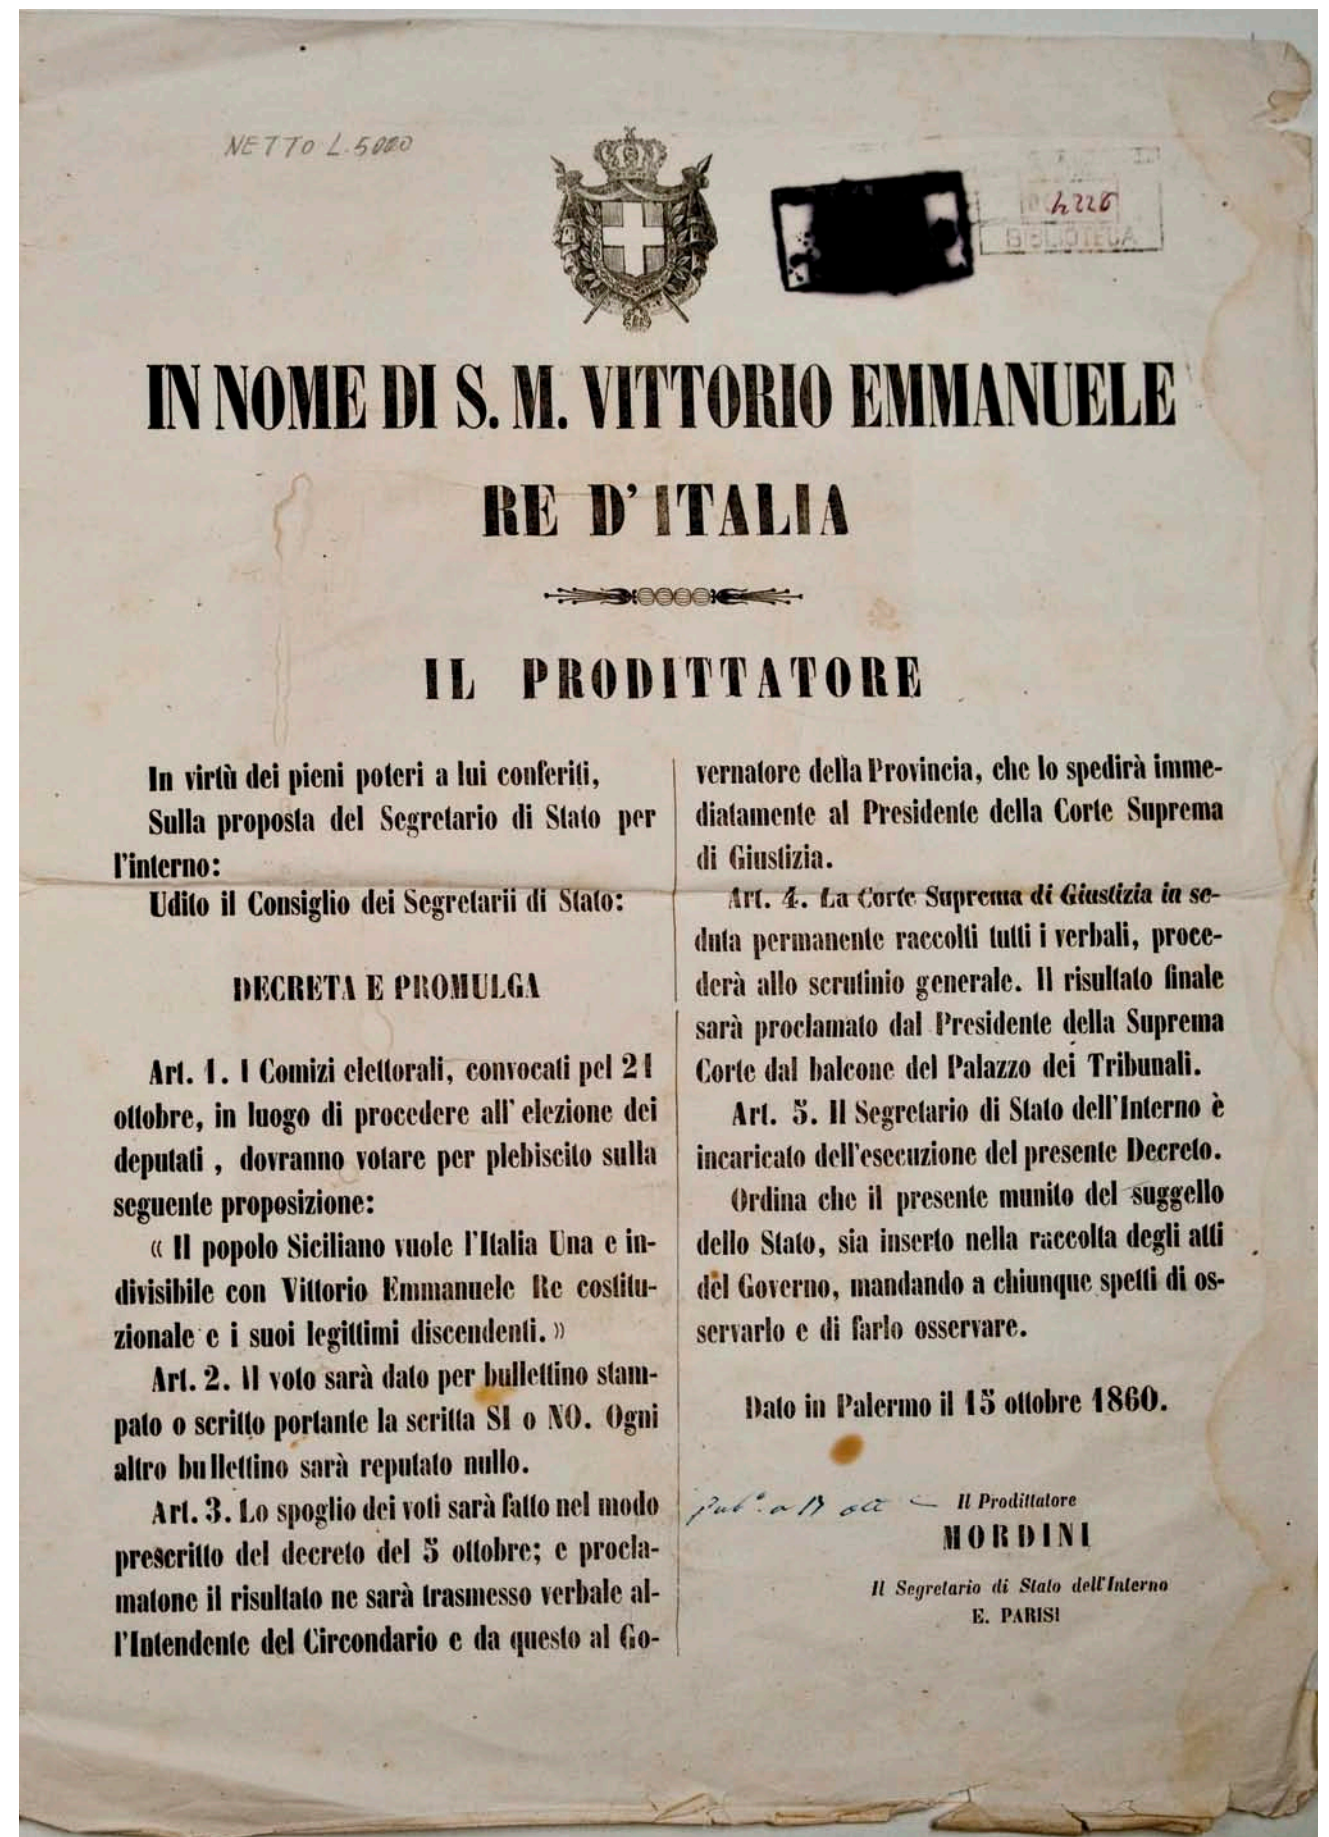 NETTO L. 5000
4226
BIBLIOTECA
IN NOME DI S. M. VITTORIO EMMANUELE
RE D'ITALIA
IL PRODITTATORE
In virtù dei pieni poteri a lui conferiti,
Sulla proposta del Segretario di Stato per
l'interno:
Udito il Consiglio dei Segretarii di Stato:
DECRETA E PROMULGA
Art. 1. I Comizi elettorali, convocati pel 21
ottobre, in luogo di procedere all' elezione dei
deputati , dovranno votare per plebiscito sulla
seguente proposizione:
« Il popolo Siciliano vuole l'Italia Una e in-
divisibile con Vittorio Emmanuele Re costitu-
zionale e i suoi legittimi discendenti. »
Art. 2. Il voto sarà dato per bullettino stam-
pato o scritto portante la scritta SI o NO. Ogni
altro bullettino sarà reputato nullo.
Art. 3. Lo spoglio dei voti sarà fatto nel modo
prescritto del decreto del 5 ottobre; e procla-
matone il risultato ne sarà trasmesso verbale al-
l'Intendente del Circondario e da questo al Go-
vernatore della Provincia, che lo spedirà imme-
diatamente al Presidente della Corte Suprema
di Giustizia.
Art. 4. La Corte Suprema di Giustizia in se-
duta permanente raccolti tutti i verbali, proce-
derà allo scrutinio generale. Il risultato finale
sarà proclamato dal Presidente della Suprema
Corte dal balcone del Palazzo dei Tribunali.
Art. 5. Il Segretario di Stato dell'Interno è
incaricato dell'esecuzione del presente Decreto.
Ordina che il presente munito del suggello
dello Stato, sia inserto nella raccolta degli atti
del Governo, mandando a chiunque spetti di os-
servarlo e di farlo osservare.
Dato in Palermo il 15 ottobre 1860.
Il Prodittatore
MORDINI
Il Segretario di Stato dell'Interno
E. PARISI